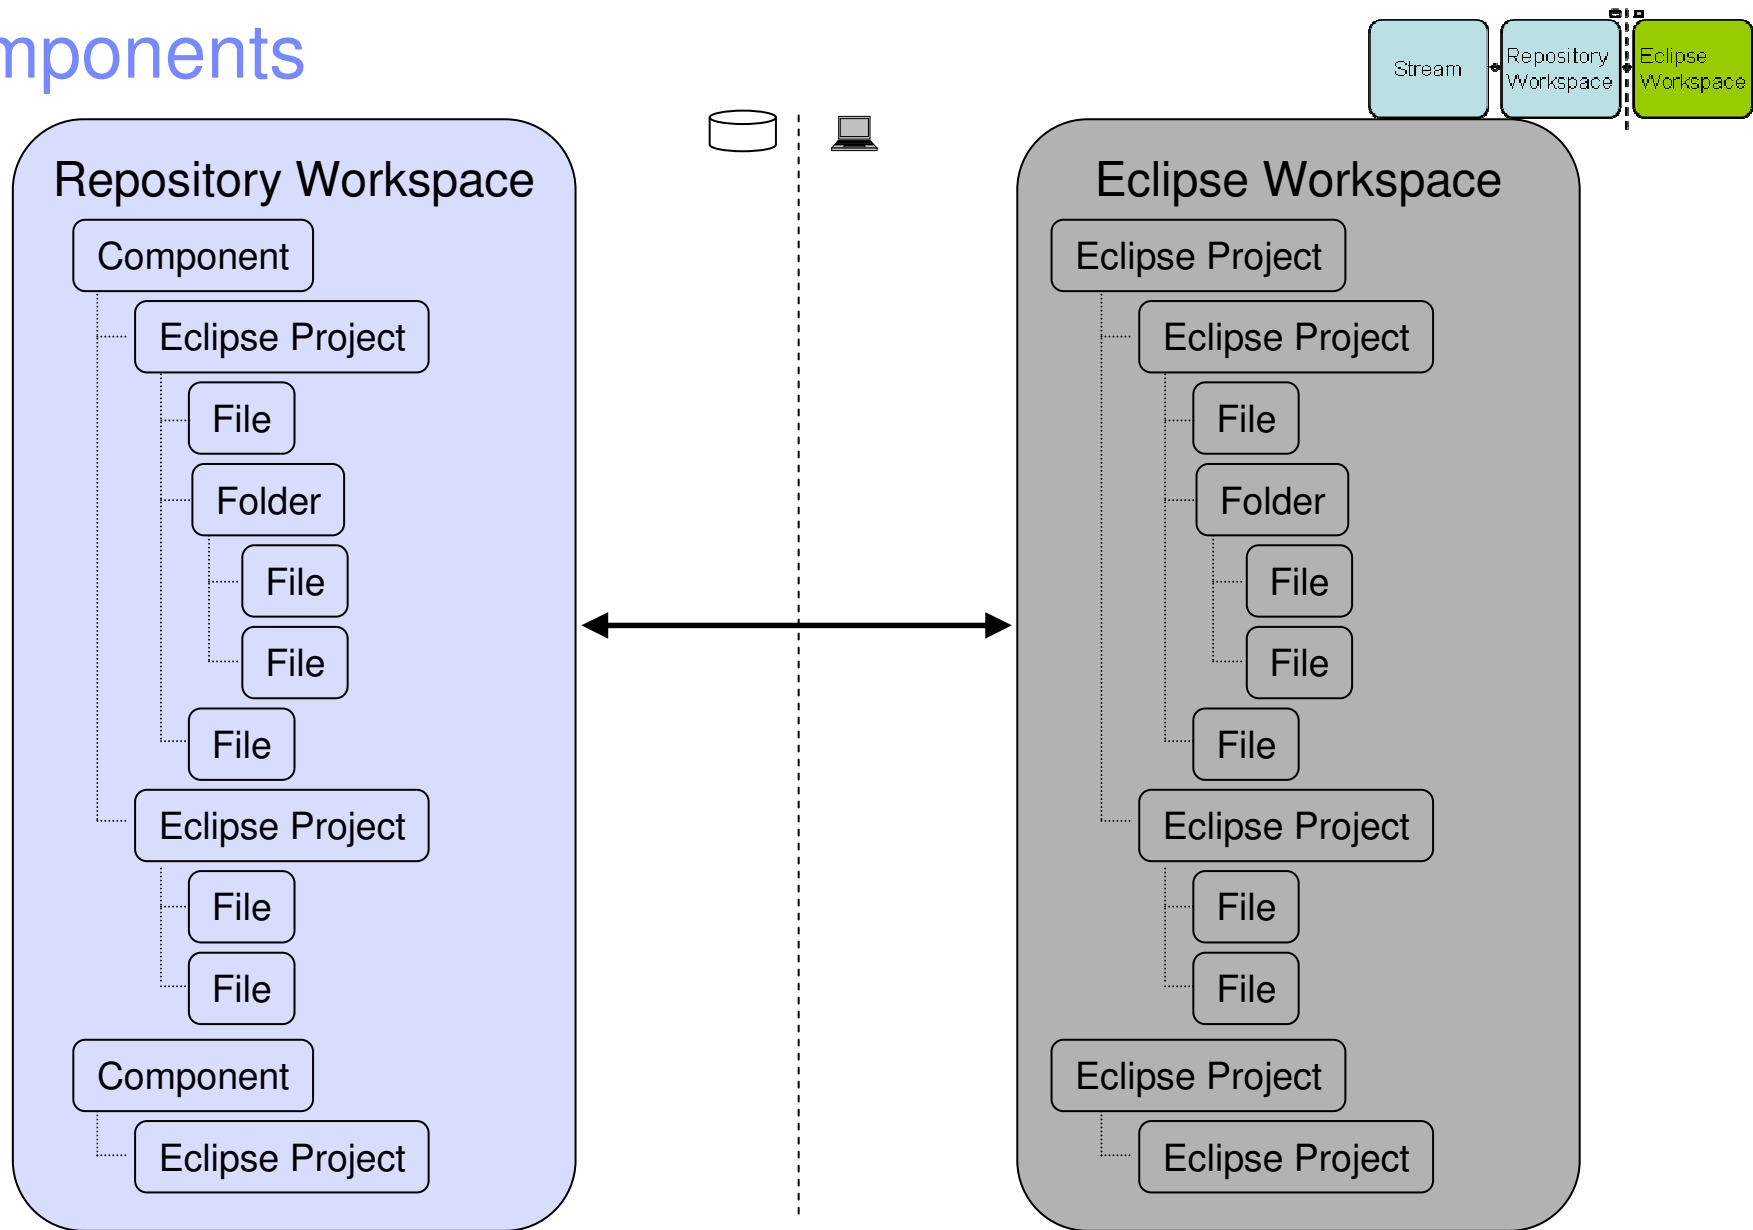 mponents
Stream
Repository
Workspace
Eclipse
Workspace
Repository Workspace
Component
Eclipse Project
File
Folder
File
File
File
Eclipse Project
File
File
Component
Eclipse Project
Eclipse Workspace
Eclipse Project
Eclipse Project
File
Folder
File
File
File
Eclipse Project
File
File
Eclipse Project
Eclipse Project